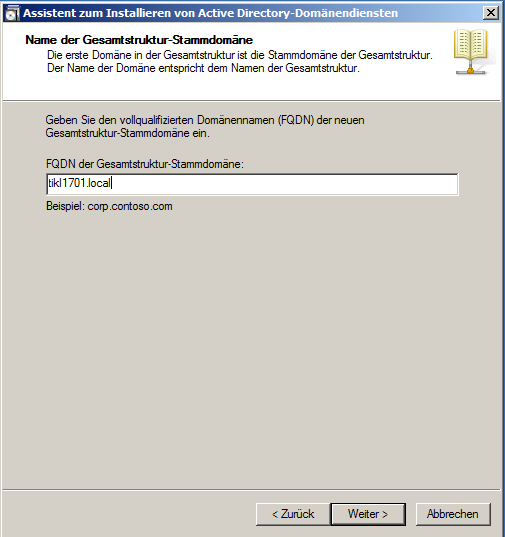 Assistent zum Installieren von Active Directory-Domänendiensten
Name der Gesamtstruktur-Stammdomäne
Die erste Domäne in der Gesamtstruktur ist die Stammdomäne der Gesamtstruktur.
Der Name der Domäne entspricht dem Namen der Gesamtstruktur.
Geben Sie den vollqualifizierten Domänennamen (FQDN) der neuen
Gesamtstruktur-Stammdomäne ein.
FQDN der Gesamtstruktur-Stammdomäne:
tikl1701.local
Beispiel: corp.contoso.com
< Zurück Weiter > Abbrechen